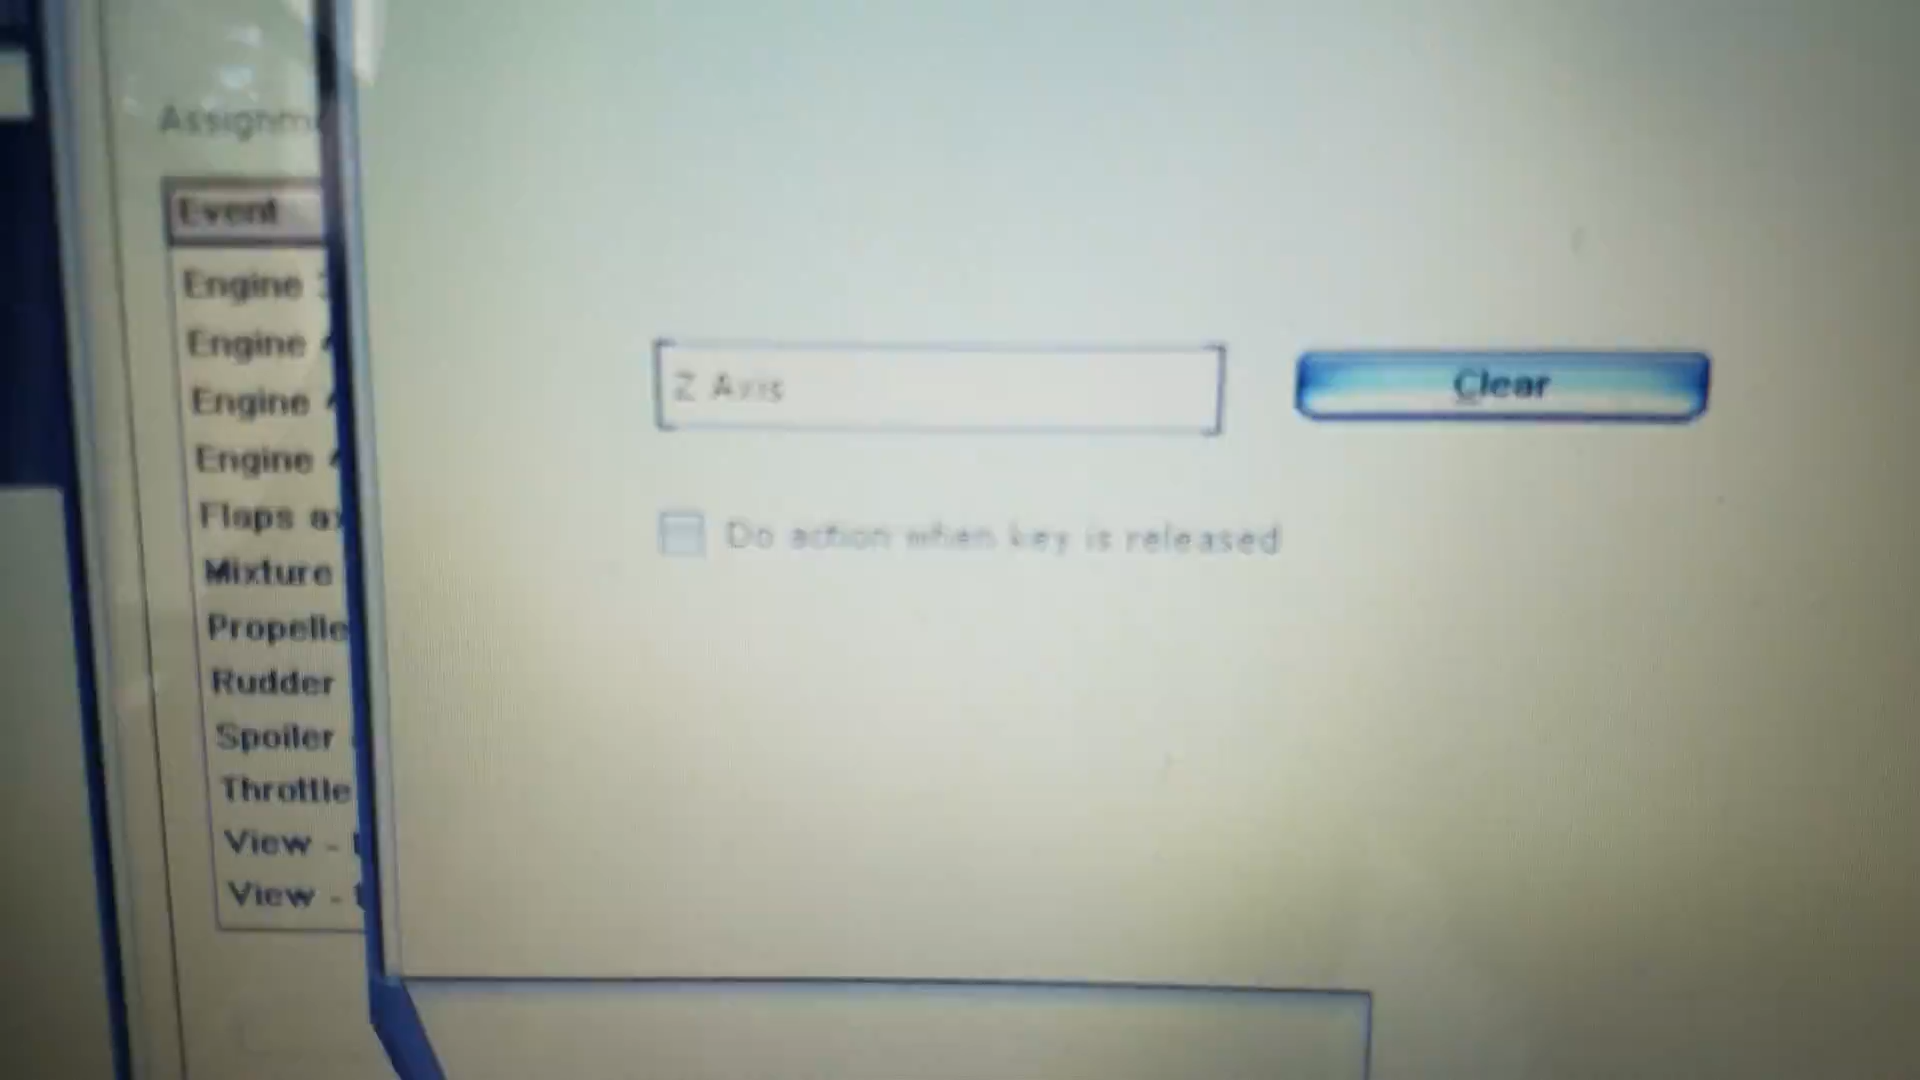 Event
Engine
Engine
Engine
Engine
Flaps
Mixture
Rudder
Spoiler
Throttle
View -
View -
Z Axis
Clear
Do action when key is released